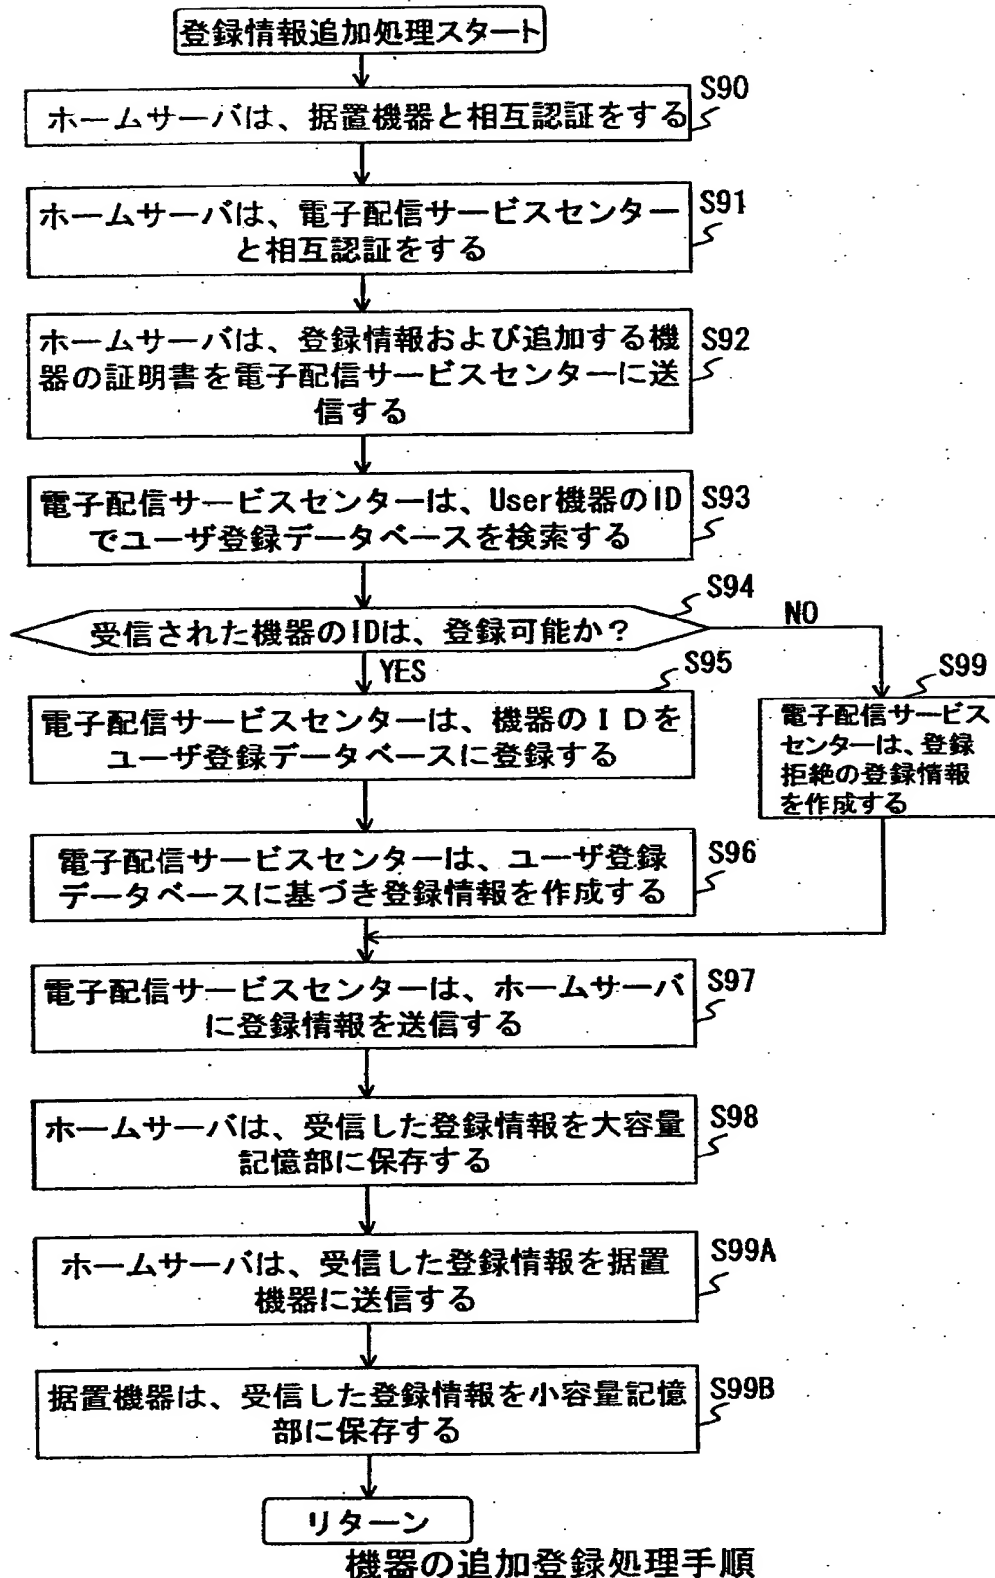 登録情報追加処理スタート
S90
ホームサーバは、据置機器と相互認証をする
S91
ホームサーバは、電子配信サービスセンター
と相互認証をする
S92
ホームサーバは、登録情報および追加する機
器の証明書を電子配信サービスセンターに送
信する
S93
電子配信サービスセンターは、User機器のID
でユーザ登録データベースを検索する
S94
受信された機器のIDは、登録可能か？
NO
YES
S95
電子配信サービスセンターは、機器のＩＤを
ユーザ登録データベースに登録する
S99
電子配信サービス
センターは、登録
拒絶の登録情報
を作成する
S96
電子配信サービスセンターは、ユーザ登録
データベースに基づき登録情報を作成する
S97
電子配信サービスセンターは、ホームサーバ
に登録情報を送信する
S98
ホームサーバは、受信した登録情報を大容量
記憶部に保存する
S99A
ホームサーバは、受信した登録情報を据置
機器に送信する
S99B
据置機器は、受信した登録情報を小容量記憶
部に保存する
リターン
機器の追加登録処理手順